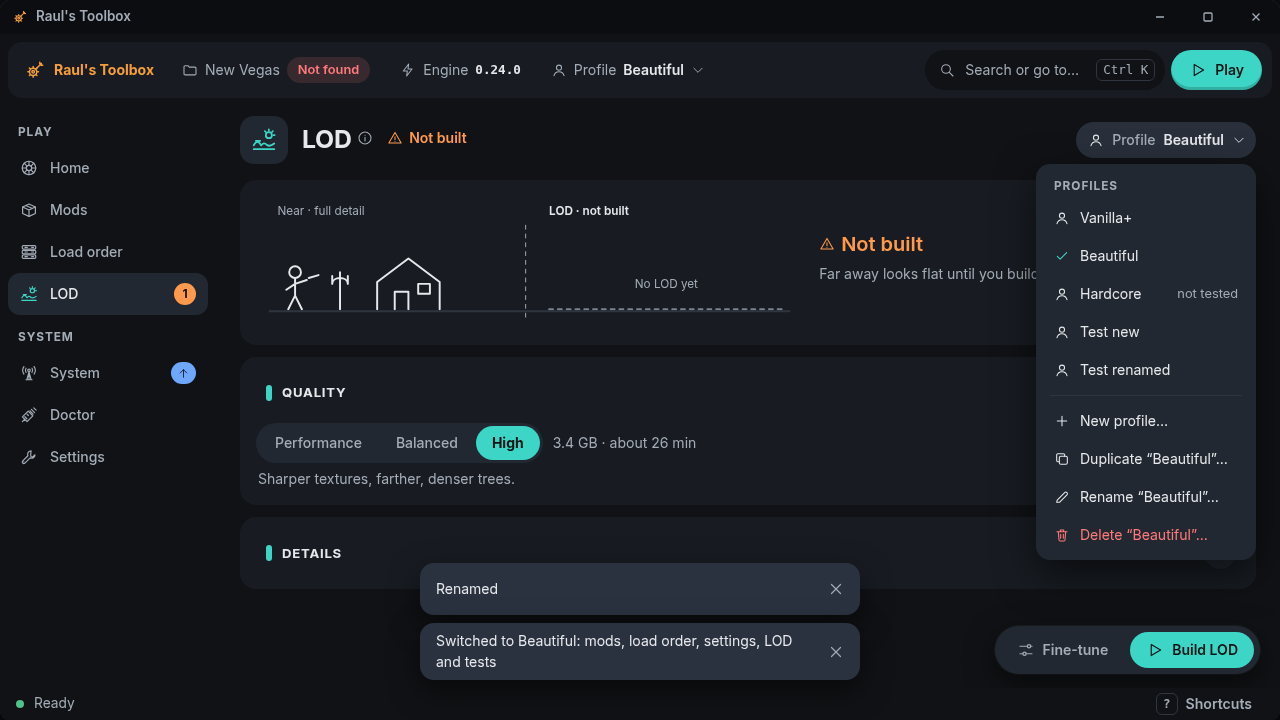 Raul's Toolbox
Raul's Toolbox
New Vegas Not found
Engine 0.24.0
Profile Beautiful
Search or go to... Ctrl K
Play
PLAY
Home
Mods
Load order
LOD 1
SYSTEM
System
Doctor
Settings
LOD Not built
Profile Beautiful
Near · full detail
LOD · not built
No LOD yet
Not built
Far away looks flat until you build
QUALITY
Performance Balanced High 3.4 GB · about 26 min
Sharper textures, farther, denser trees.
DETAILS
PROFILES
Vanilla+
Beautiful
Hardcore not tested
Test new
Test renamed
New profile...
Duplicate “Beautiful”...
Rename “Beautiful”...
Delete “Beautiful”...
Renamed
Switched to Beautiful: mods, load order, settings, LOD
and tests
Fine-tune
Build LOD
Ready
? Shortcuts